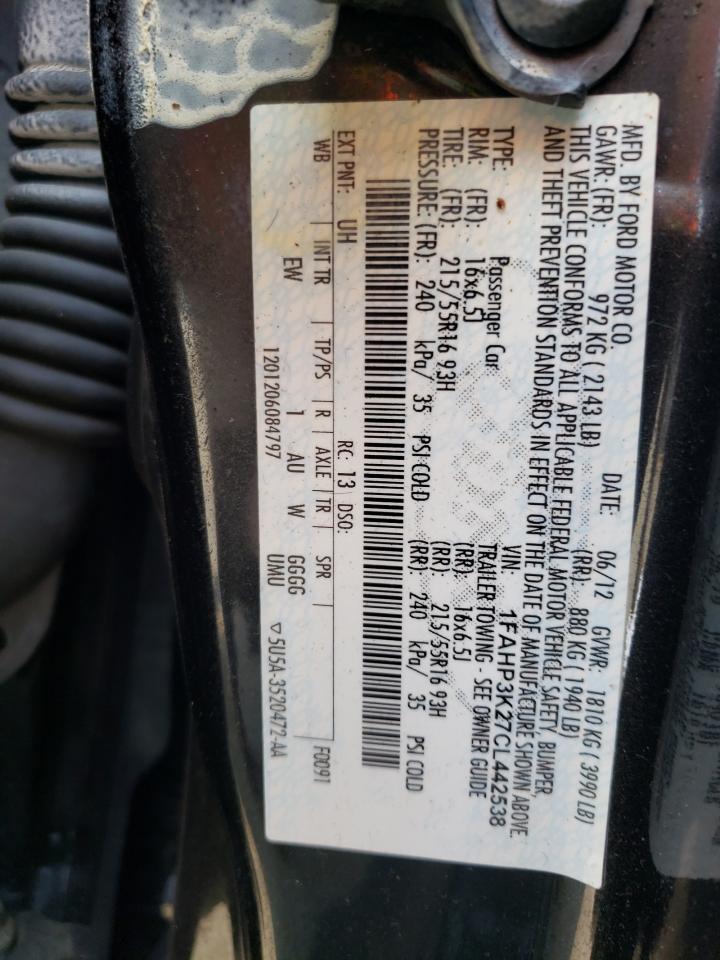 MFD. BY FORD MOTOR CO. DATE: 06/12 GVWR: 1810 KG ( 3990 LB)
GAWR: (FR): 972 KG ( 2143 LB) (RR): 880 KG ( 1940 LB)
THIS VEHICLE CONFORMS TO ALL APPLICABLE FEDERAL MOTOR VEHICLE SAFETY, BUMPER,
AND THEFT PREVENTION STANDARDS IN EFFECT ON THE DATE OF MANUFACTURE SHOWN ABOVE.
VIN: 1FAHP3K27CL442538
TYPE: Passenger Car TRAILER TOWING - SEE OWNER GUIDE
RIM: (FR): 16x6.5J (RR): 16x6.5J
TIRE: (FR): 215/55R16 93H (RR): 215/55R16 93H
PRESSURE: (FR): 240 kPa/ 35 PSI COLD (RR): 240 kPa/ 35 PSI COLD
EXT PNT: UH RC: 13 DSO: F0091
WB INT TR TP/PS R AXLE TR SPR
EW 1 AU W GGGG
1201206084797 UMU ▽5U5A-3520472-AA